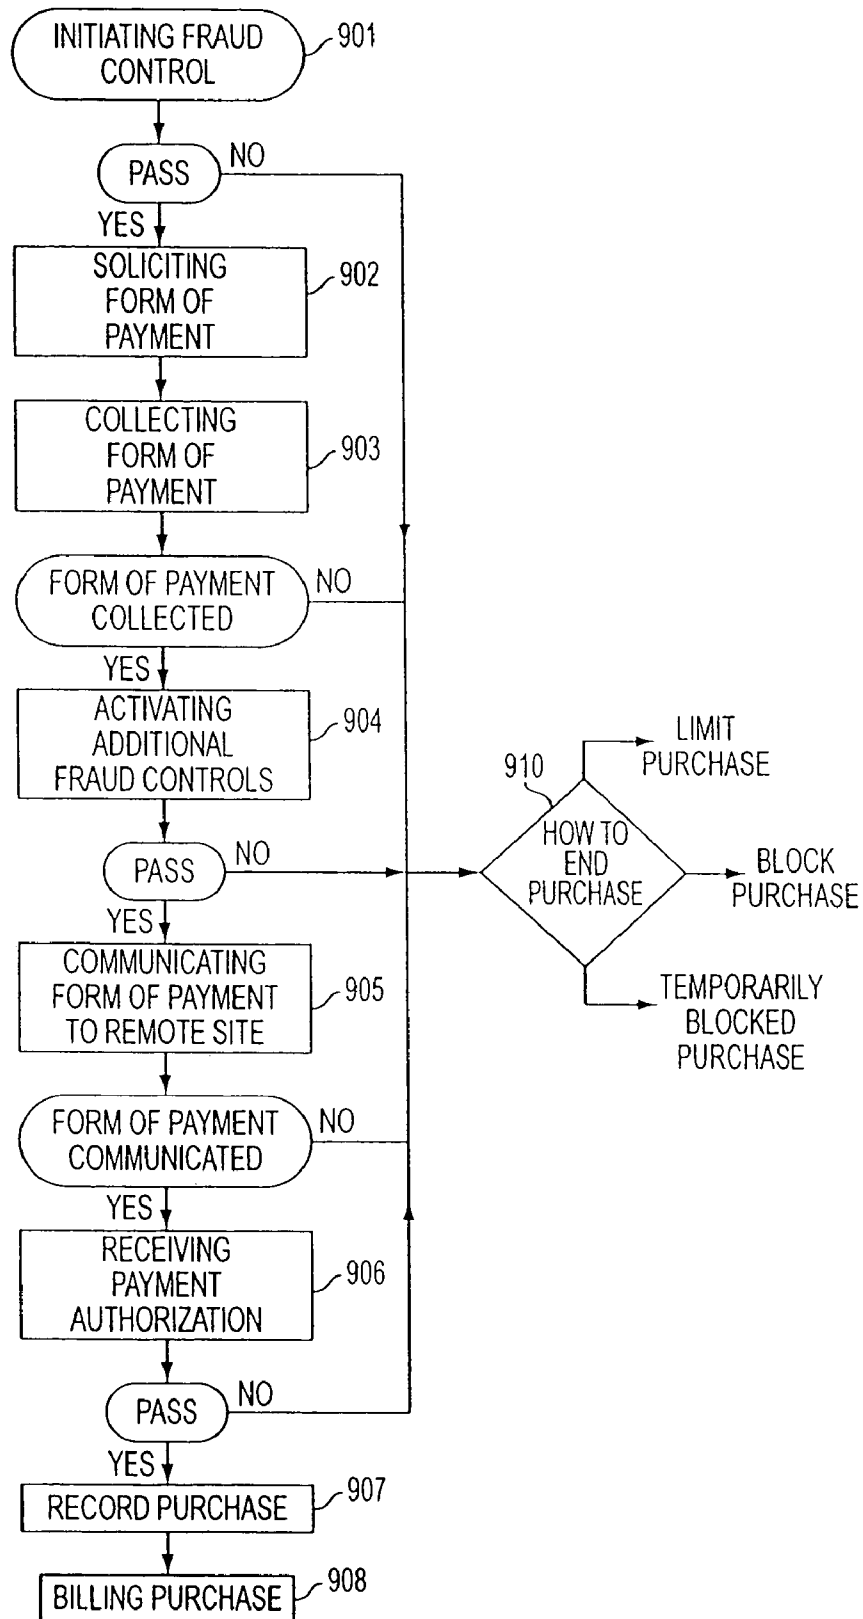 INITIATING FRAUD
CONTROL
901
PASS
NO
YES
SOLICITING
FORM OF
PAYMENT
902
COLLECTING
FORM OF
PAYMENT
903
FORM OF PAYMENT
COLLECTED
NO
YES
ACTIVATING
ADDITIONAL
FRAUD CONTROLS
904
PASS
NO
YES
COMMUNICATING
FORM OF PAYMENT
TO REMOTE SITE
905
FORM OF PAYMENT
COMMUNICATED
NO
YES
RECEIVING
PAYMENT
AUTHORIZATION
906
PASS
NO
YES
RECORD PURCHASE
907
BILLING PURCHASE
908
910
HOW TO
END
PURCHASE
LIMIT
PURCHASE
BLOCK
PURCHASE
TEMPORARILY
BLOCKED
PURCHASE